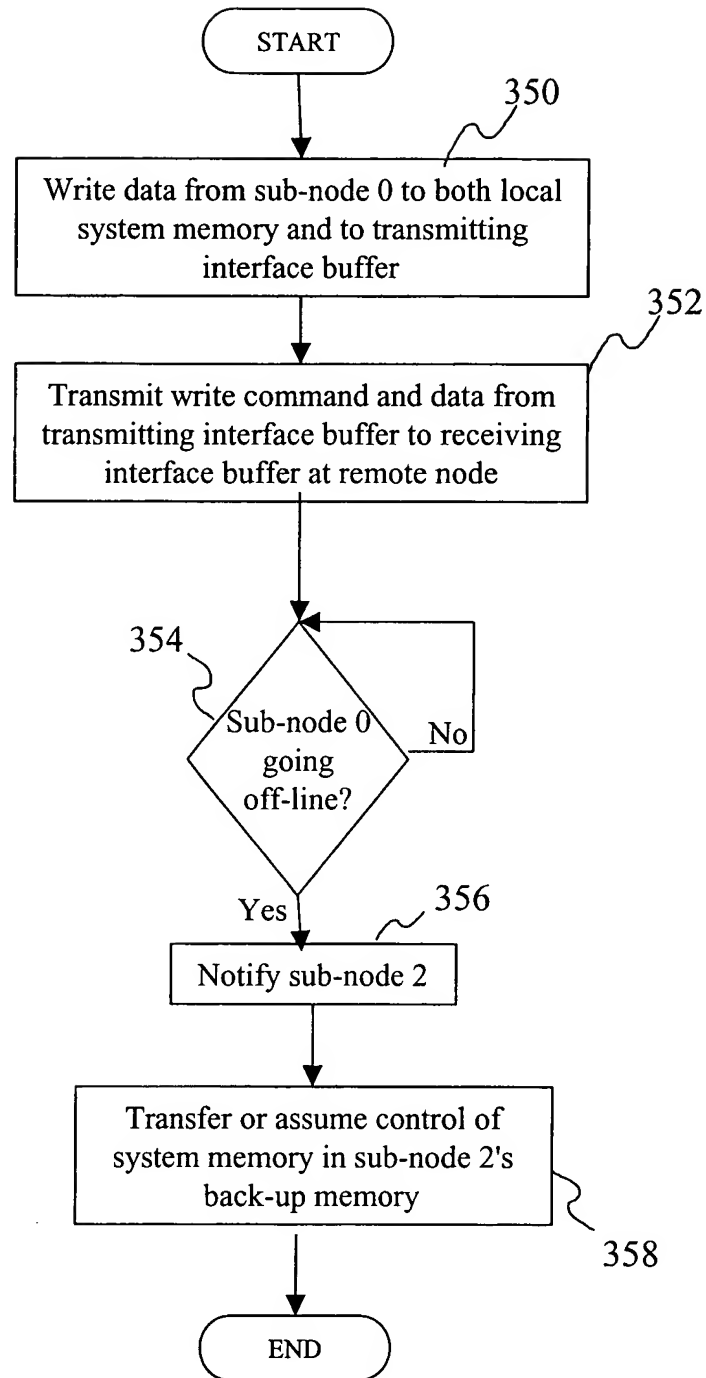 START
350
Write data from sub-node 0 to both local
system memory and to transmitting
interface buffer
352
Transmit write command and data from
transmitting interface buffer to receiving
interface buffer at remote node
354
Sub-node 0
going
off-line?
No
Yes
356
Notify sub-node 2
Transfer or assume control of
system memory in sub-node 2's
back-up memory
358
END